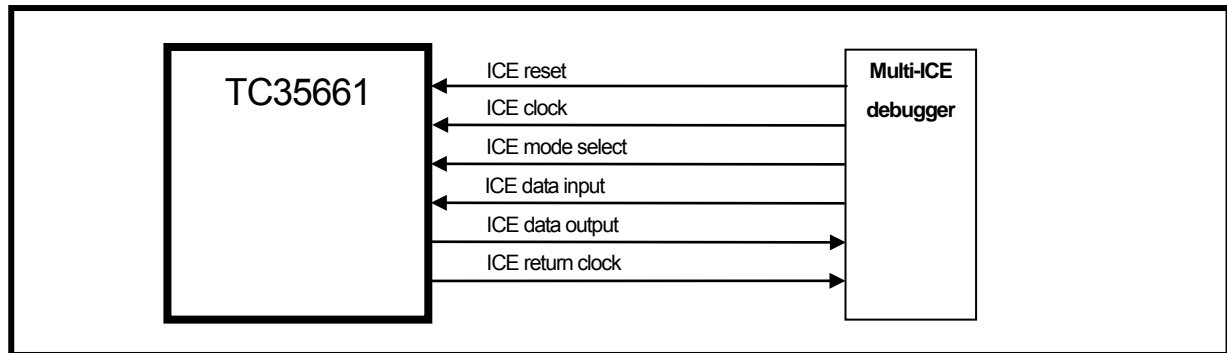 TC35661
ICE reset
ICE clock
ICE mode select
ICE data input
ICE data output
ICE return clock
Multi-ICE
debugger